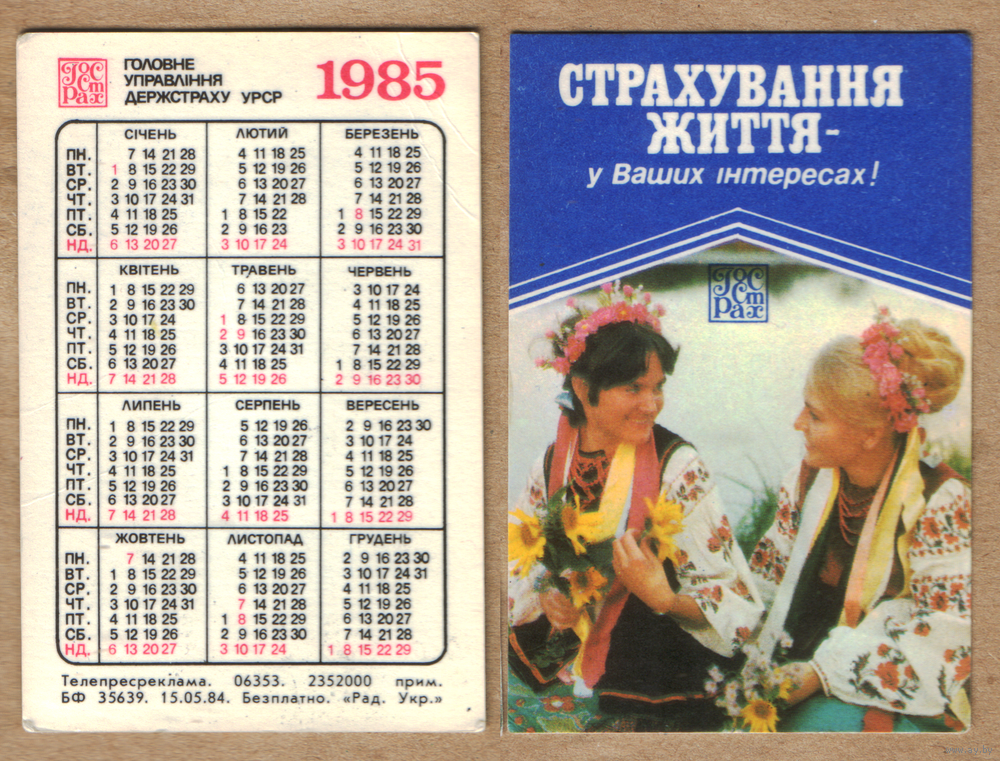 Гос
Ст
Рах
ГОЛОВНЕ
УПРАВЛІННЯ
ДЕРЖСТРАХУ УРСР
1985
СІЧЕНЬ ЛЮТИЙ БЕРЕЗЕНЬ
ПН. 7 14 21 28 4 11 18 25 4 11 18 25
ВТ. 1 8 15 22 29 5 12 19 26 5 12 19 26
СР. 2 9 16 23 30 6 13 20 27 6 13 20 27
ЧТ. 3 10 17 24 31 7 14 21 28 7 14 21 28
ПТ. 4 11 18 25 1 8 15 22 1 8 15 22 29
СБ. 5 12 19 26 2 9 16 23 2 9 16 23 30
НД. 6 13 20 27 3 10 17 24 3 10 17 24 31
КВІТЕНЬ ТРАВЕНЬ ЧЕРВЕНЬ
ПН. 1 8 15 22 29 6 13 20 27 3 10 17 24
ВТ. 2 9 16 23 30 7 14 21 28 4 11 18 25
СР. 3 10 17 24 1 8 15 22 29 5 12 19 26
ЧТ. 4 11 18 25 2 9 16 23 30 6 13 20 27
ПТ. 5 12 19 26 3 10 17 24 31 7 14 21 28
СБ. 6 13 20 27 4 11 18 25 1 8 15 22 29
НД. 7 14 21 28 5 12 19 26 2 9 16 23 30
ЛИПЕНЬ СЕРПЕНЬ ВЕРЕСЕНЬ
ПН. 1 8 15 22 29 5 12 19 26 2 9 16 23 30
ВТ. 2 9 16 23 30 6 13 20 27 3 10 17 24
СР. 3 10 17 24 31 7 14 21 28 4 11 18 25
ЧТ. 4 11 18 25 1 8 15 22 29 5 12 19 26
ПТ. 5 12 19 26 2 9 16 23 30 6 13 20 27
СБ. 6 13 20 27 3 10 17 24 31 7 14 21 28
НД. 7 14 21 28 4 11 18 25 1 8 15 22 29
ЖОВТЕНЬ ЛИСТОПАД ГРУДЕНЬ
ПН. 7 14 21 28 4 11 18 25 2 9 16 23 30
ВТ. 1 8 15 22 29 5 12 19 26 3 10 17 24 31
СР. 2 9 16 23 30 6 13 20 27 4 11 18 25
ЧТ. 3 10 17 24 31 7 14 21 28 5 12 19 26
ПТ. 4 11 18 25 1 8 15 22 29 6 13 20 27
СБ. 5 12 19 26 2 9 16 23 30 7 14 21 28
НД. 6 13 20 27 3 10 17 24 1 8 15 22 29
Телепресреклама. 06353. 2352000 прим.
БФ 35639. 15.05.84. Безплатно. «Рад. Укр.»
СТРАХУВАННЯ
ЖИТТЯ-
у Ваших інтересах!
Гос
Ст
Рах